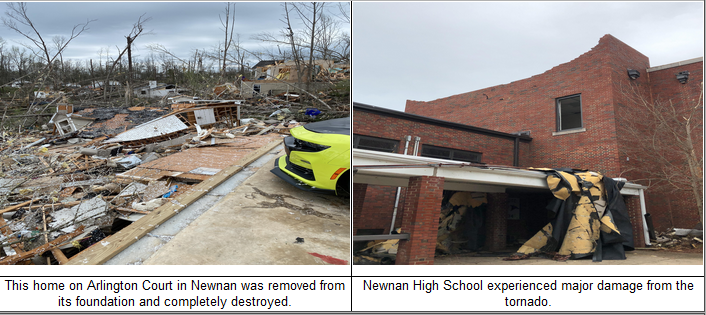 This home on Arlington Court in Newnan was removed from
its foundation and completely destroyed.
Newnan High School experienced major damage from the
tornado.